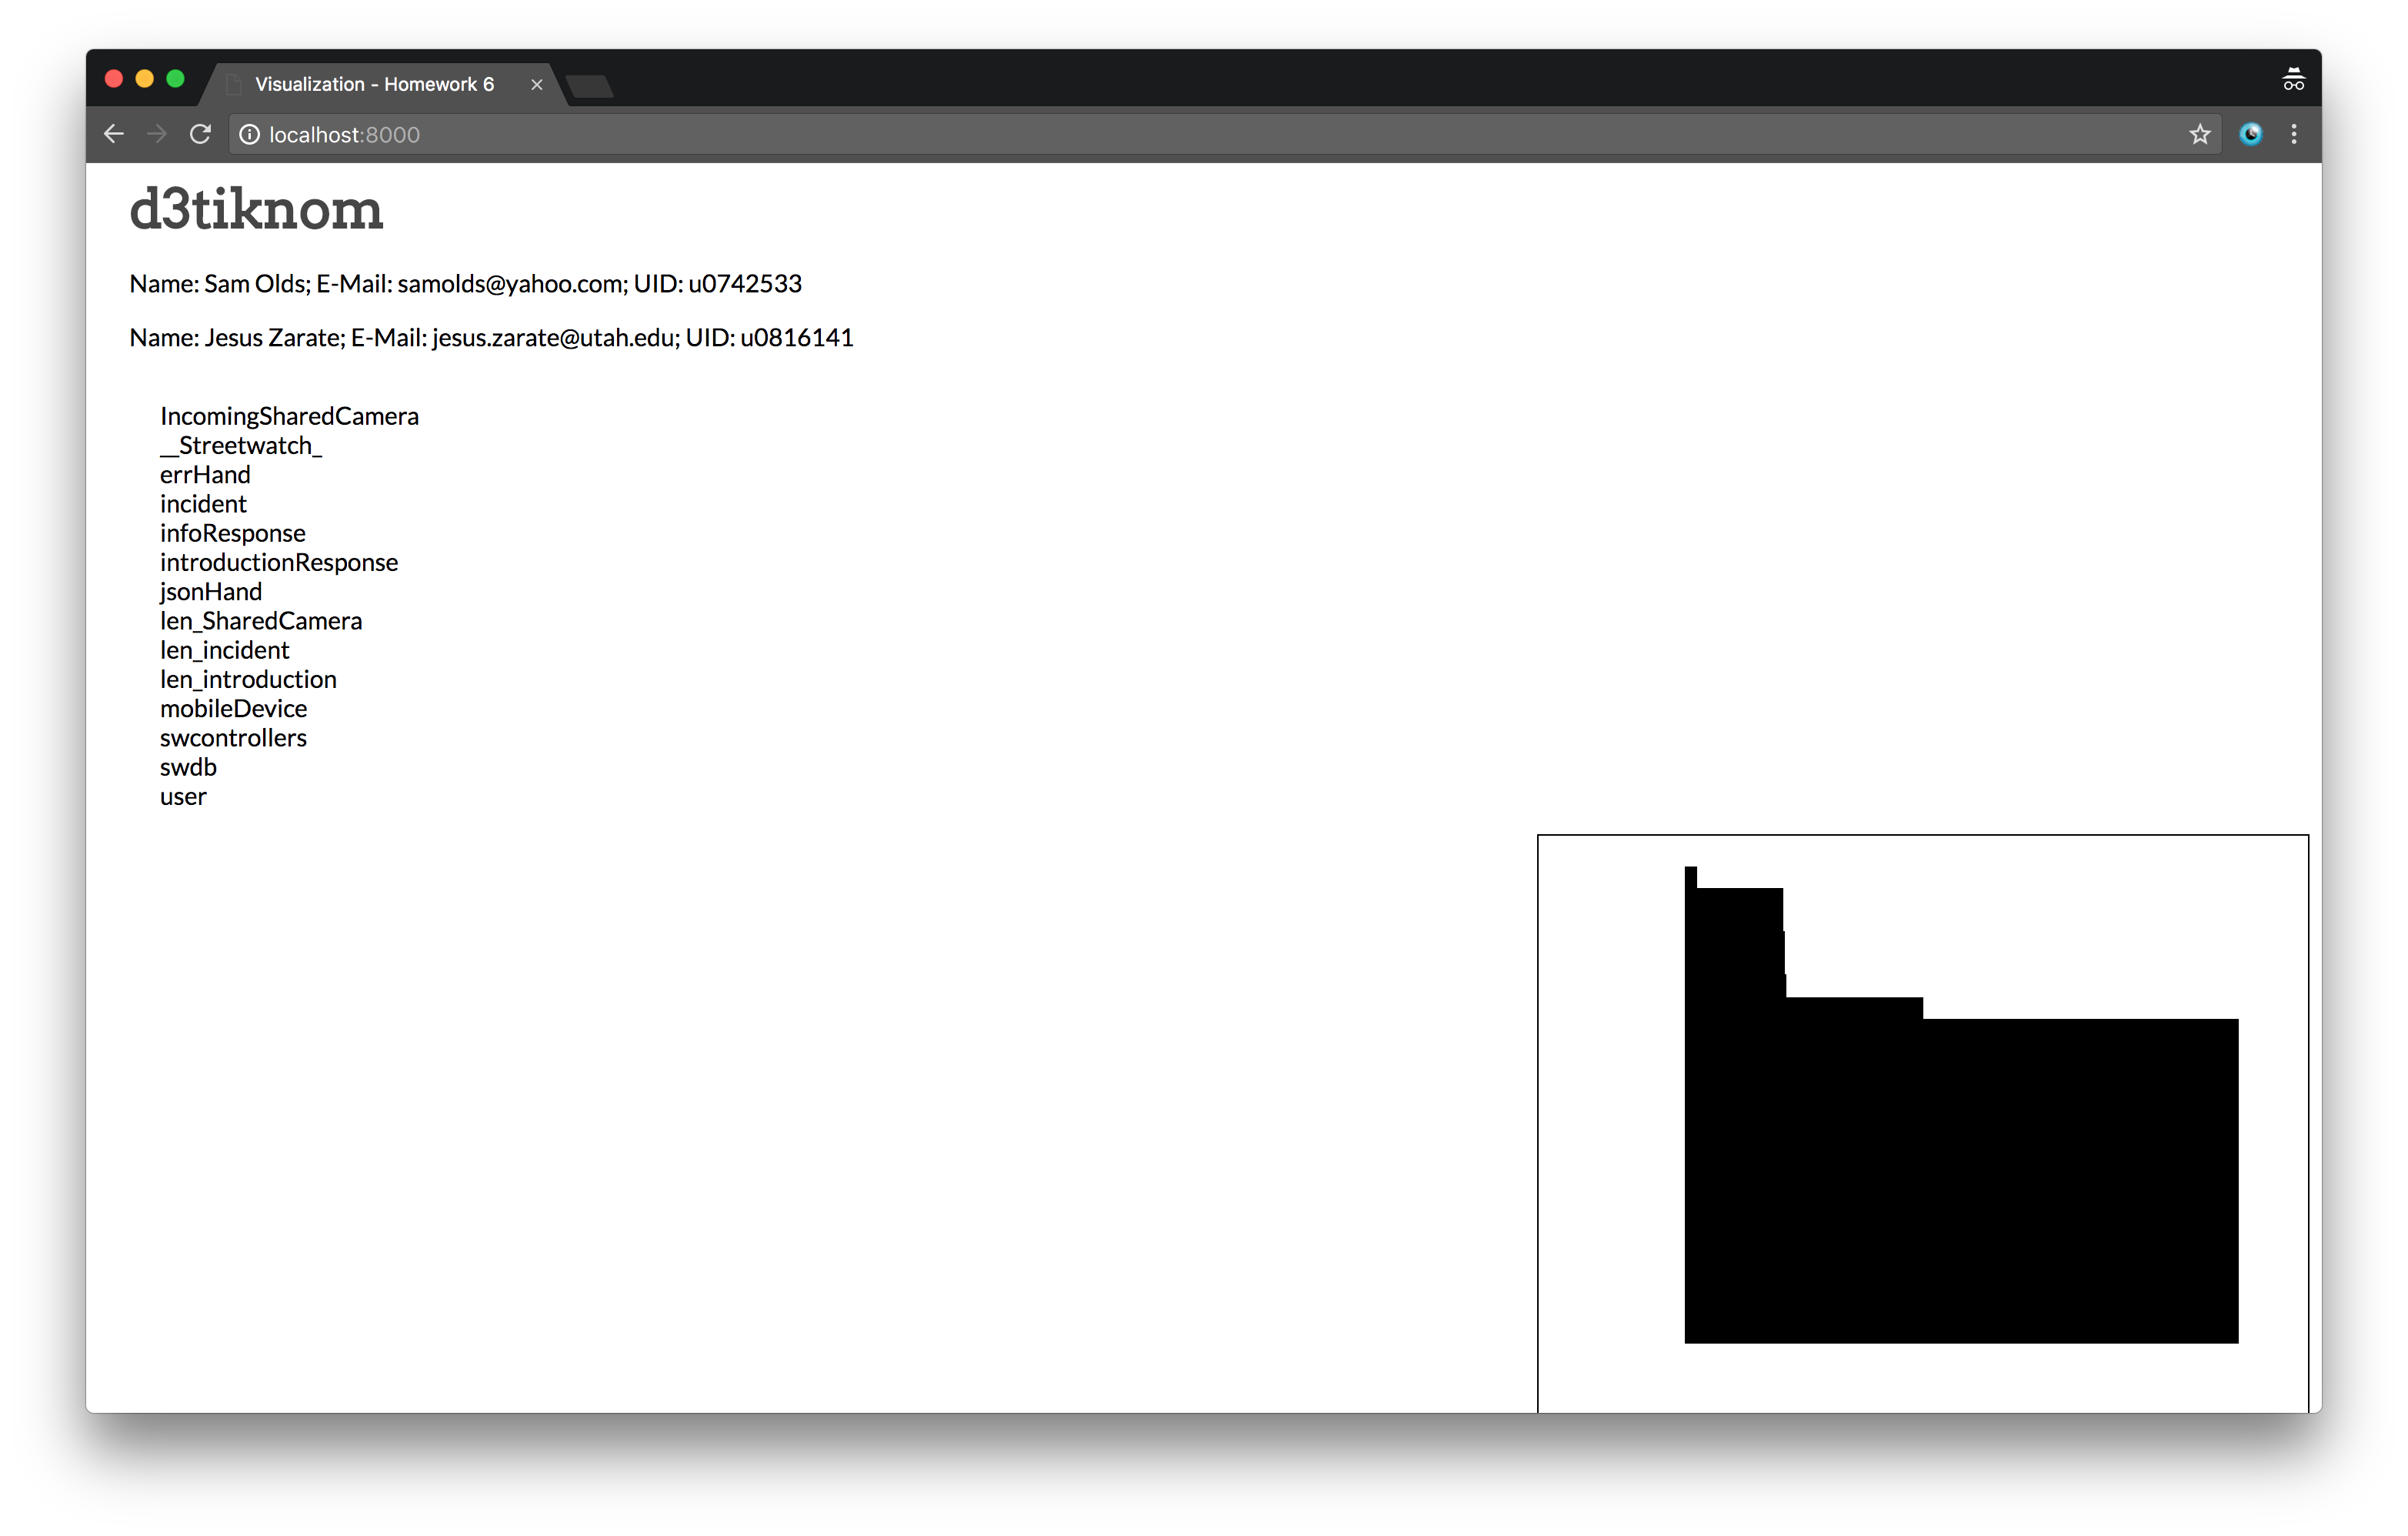 Visualization - Homework 6
localhost:8000
d3tiknom
Name: Sam Olds; E-Mail: samolds@yahoo.com; UID: u0742533
Name: Jesus Zarate; E-Mail: jesus.zarate@utah.edu; UID: u0816141
IncomingSharedCamera
__Streetwatch_
errHand
incident
infoResponse
introductionResponse
jsonHand
len_SharedCamera
len_incident
len_introduction
mobileDevice
swcontrollers
swdb
user